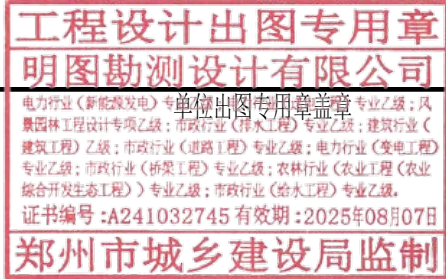 工程设计出图专用章
明图勘测设计有限公司
电力行业（新能源发电）专
单位出图专用章盖章
专业乙级；风
景园林工程设计专项乙级；市政行业（排水工程）专业乙级；建筑行业（
建筑工程）乙级；市政行业（道路工程）专业乙级；电力行业（变电工程）
专业乙级；市政行业（桥梁工程）专业乙级；农林行业（农业工程（农业
综合开发生态工程））专业乙级；市政行业（给水工程）专业乙级。
证书编号:A241032745 有效期:2025年08月07日
郑州市城乡建设局监制